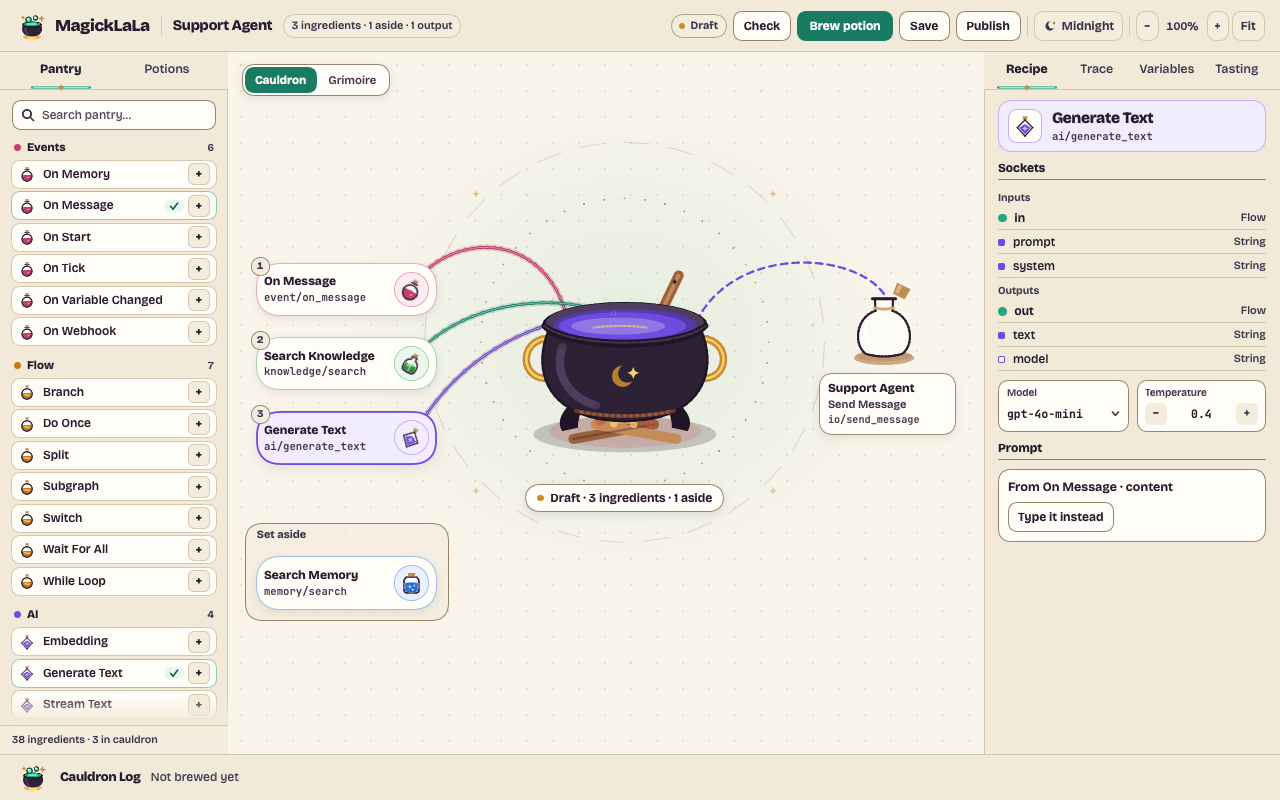 MagickLaLa
Support Agent
3 ingredients · 1 aside · 1 output
Draft
Check
Brew potion
Save
Publish
Midnight
−
100%
+
Fit
Pantry
Potions
Search pantry...
Events 6
On Memory +
On Message +
On Start +
On Tick +
On Variable Changed +
On Webhook +
Flow 7
Branch +
Do Once +
Split +
Subgraph +
Switch +
Wait For All +
While Loop +
AI 4
Embedding +
Generate Text +
Stream Text +
38 ingredients · 3 in cauldron
Cauldron
Grimoire
1
On Message
event/on_message
2
Search Knowledge
knowledge/search
3
Generate Text
ai/generate_text
Set aside
Search Memory
memory/search
Draft · 3 ingredients · 1 aside
Support Agent
Send Message
io/send_message
Recipe
Trace
Variables
Tasting
Generate Text
ai/generate_text
Sockets
Inputs
in Flow
prompt String
system String
Outputs
out Flow
text String
model String
Model
gpt-4o-mini
Temperature
− 0.4 +
Prompt
From On Message · content
Type it instead
Cauldron Log Not brewed yet